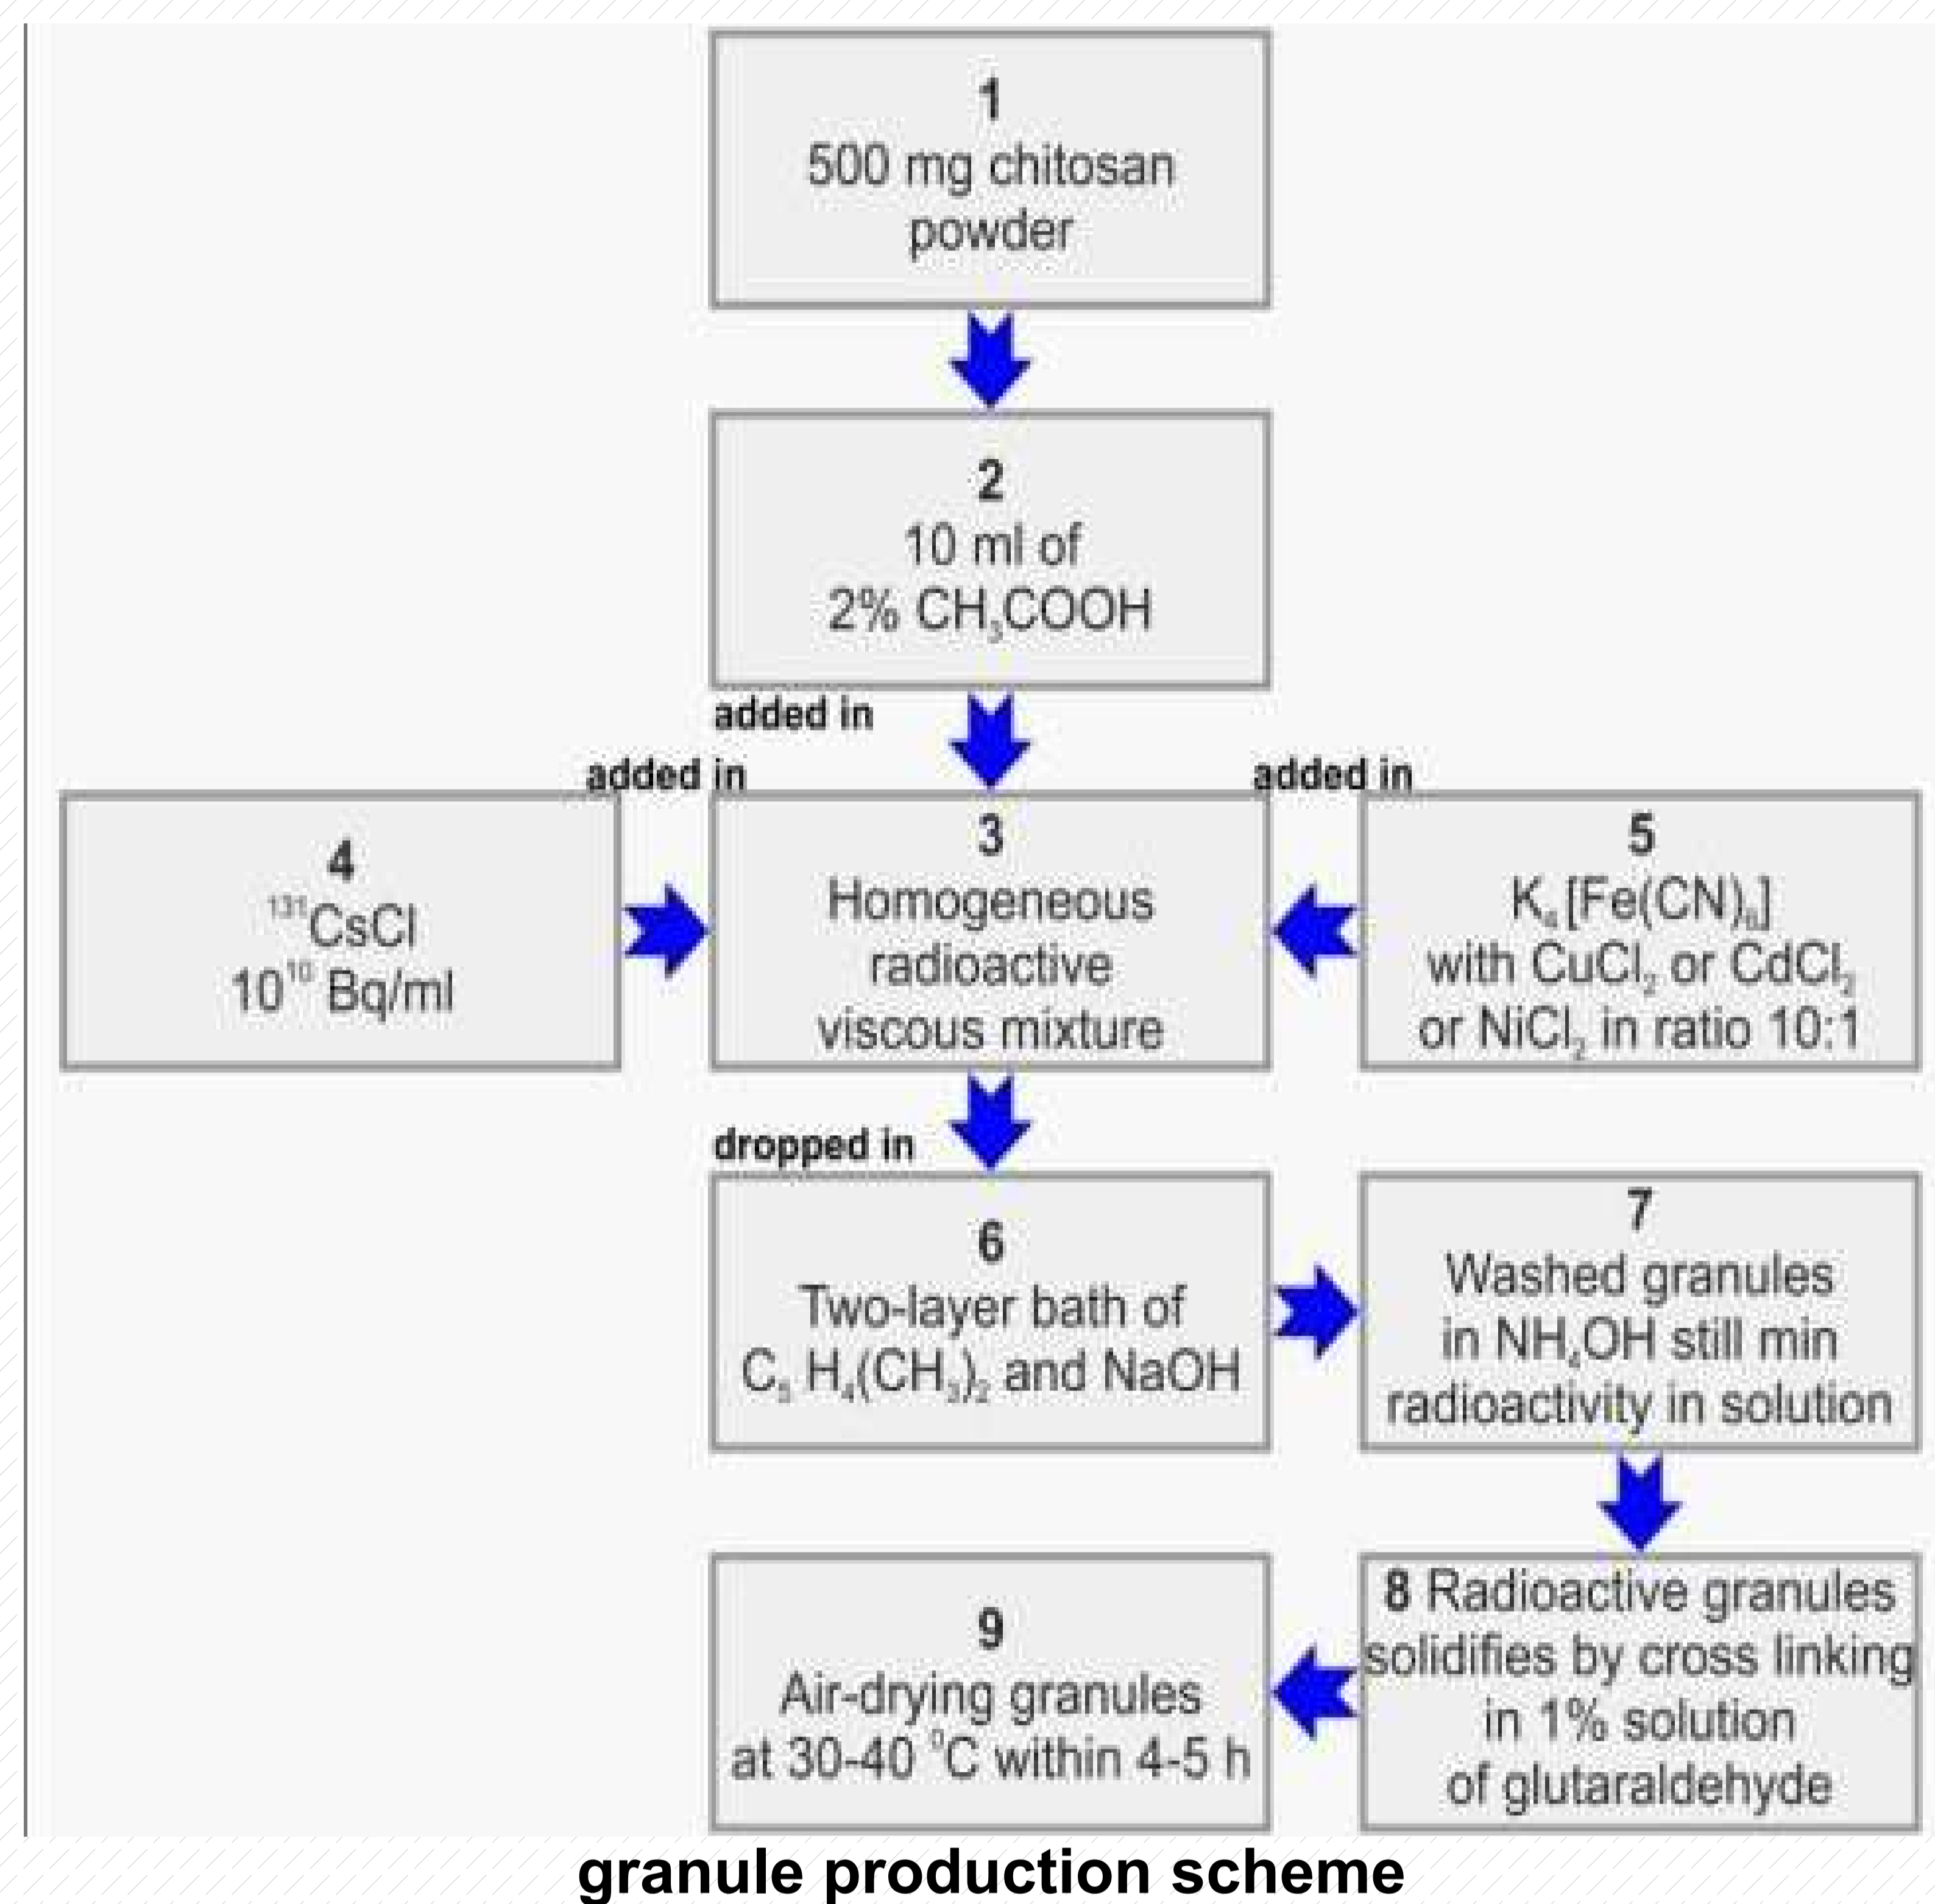 1
500 mg chitosan
powder
2
10 ml of
2% CH₃COOH
added in
added in
added in
4
¹³¹CsCl
10¹⁰ Bq/ml
3
Homogeneous
radioactive
viscous mixture
5
K₄[Fe(CN)₆]
with CuCl₂ or CdCl₂
or NiCl₂ in ratio 10:1
dropped in
6
Two-layer bath of
C₅ H₄(CH₃)₂ and NaOH
7
Washed granules
in NH₄OH still min
radioactivity in solution
8 Radioactive granules
solidifies by cross linking
in 1% solution
of glutaraldehyde
9
Air-drying granules
at 30-40 ⁰C within 4-5 h
granule production scheme